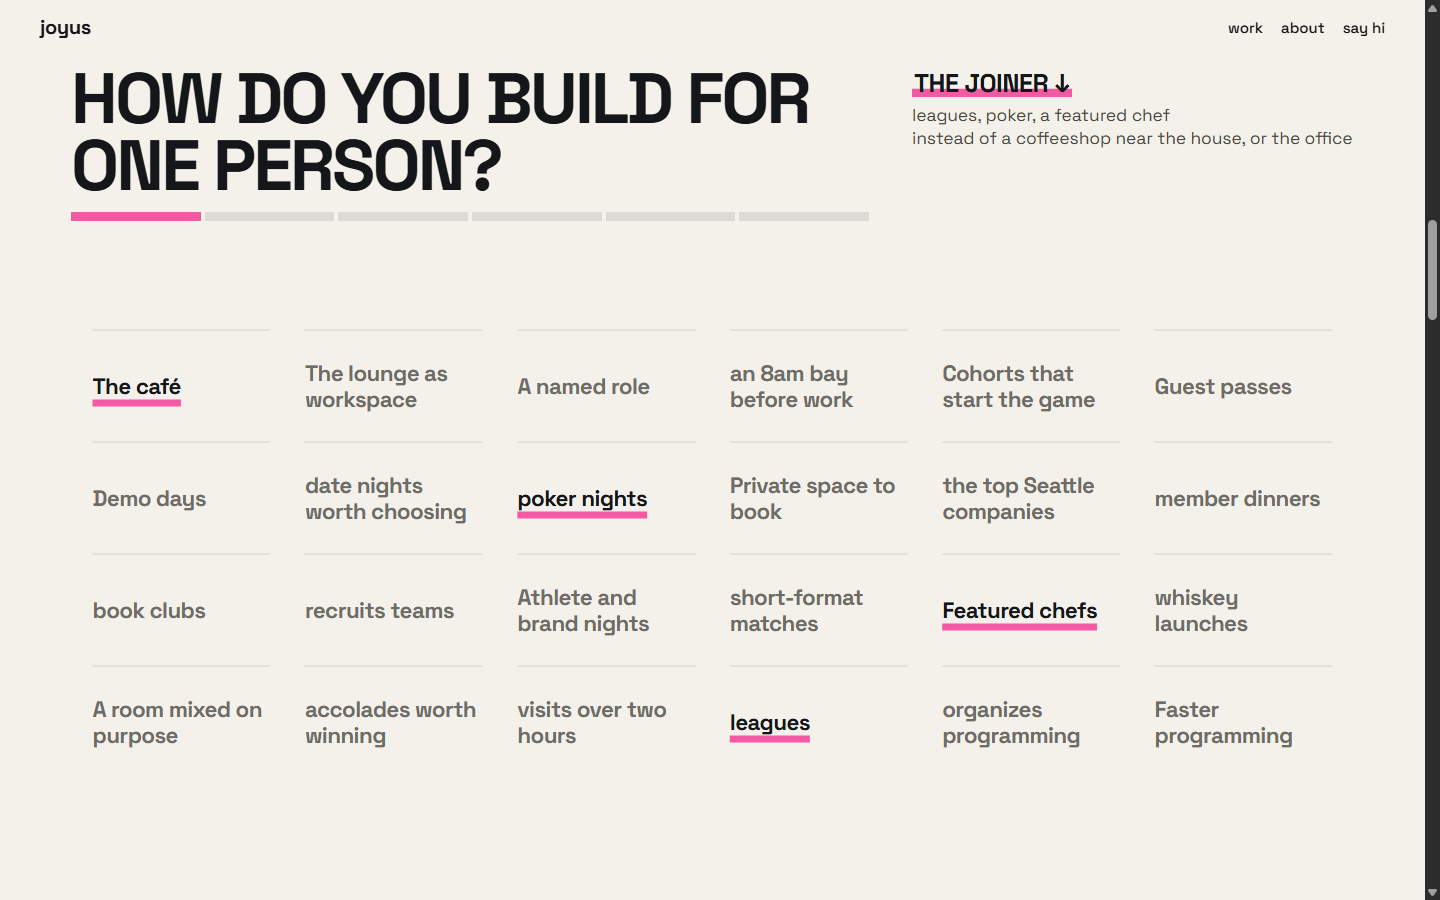 joyus
work about say hi
HOW DO YOU BUILD FOR
ONE PERSON?
THE JOINER ↓
leagues, poker, a featured chef
instead of a coffeeshop near the house, or the office
The café
The lounge as
workspace
A named role
an 8am bay
before work
Cohorts that
start the game
Guest passes
Demo days
date nights
worth choosing
poker nights
Private space to
book
the top Seattle
companies
member dinners
book clubs
recruits teams
Athlete and
brand nights
short-format
matches
Featured chefs
whiskey
launches
A room mixed on
purpose
accolades worth
winning
visits over two
hours
leagues
organizes
programming
Faster
programming